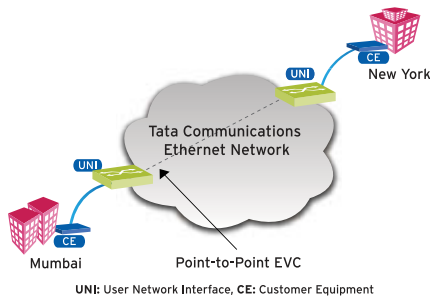 CE
New York
UNI
Tata Communications
Ethernet Network
UNI
CE
Mumbai
Point-to-Point EVC
UNI: User Network Interface, CE: Customer Equipment